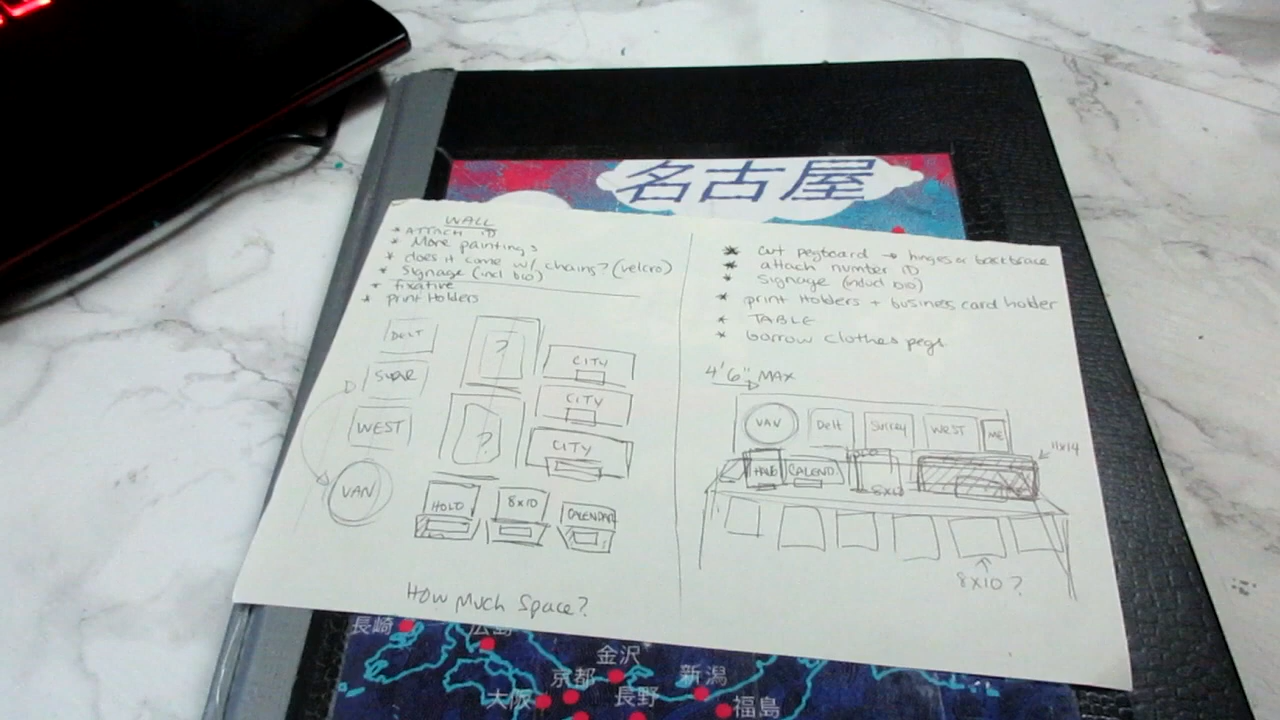 名古屋
WALL
* ATTACH ID
* More paintings
* does it come w/ chains? (velcro)
* Signage (incl bio)
* fixative
* print Holders
DELT
SURR
WEST
VAN
?
?
CITY
CITY
CITY
HOLD
8x10
CALENDAR
How Much Space?
* cut pegboard → hinges or backbrace
* attach number ID
* signage (includ bio)
* print Holders + business card holder
* TABLE
* borrow clothes pegs
4'6" MAX
VAN
Delt
Surrey
WEST
ME
11x14
CALEND
8x10
8x10?
長崎
広島
金沢
京都
新潟
大阪
長野
福島